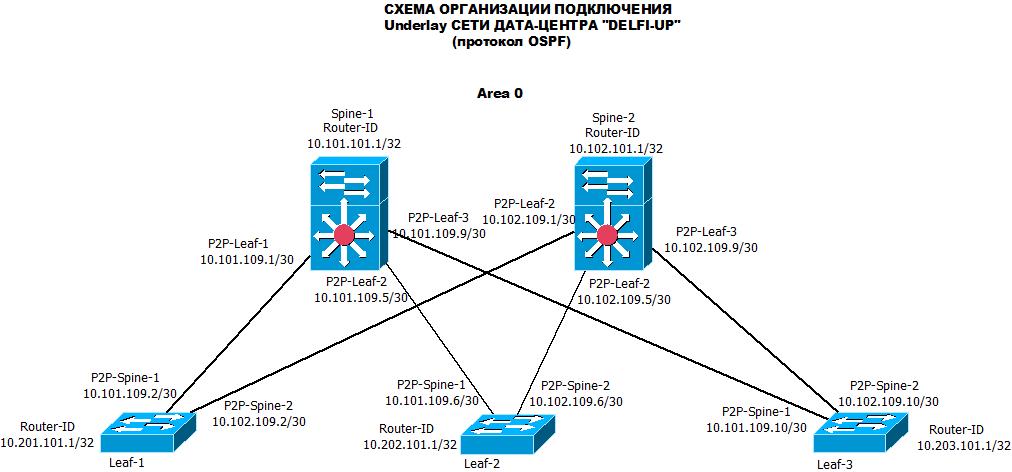 СХЕМА ОРГАНИЗАЦИИ ПОДКЛЮЧЕНИЯ
Underlay СЕТИ ДАТА-ЦЕНТРА "DELFI-UP"
(протокол OSPF)
Area 0
Spine-1
Router-ID
10.101.101.1/32
Spine-2
Router-ID
10.102.101.1/32
P2P-Leaf-1
10.101.109.1/30
P2P-Leaf-3
10.101.109.9/30
P2P-Leaf-2
10.101.109.5/30
P2P-Leaf-2
10.102.109.1/30
P2P-Leaf-3
10.102.109.9/30
P2P-Leaf-2
10.102.109.5/30
P2P-Spine-1
10.101.109.2/30
P2P-Spine-2
10.102.109.2/30
Router-ID
10.201.101.1/32
Leaf-1
P2P-Spine-1
10.101.109.6/30
P2P-Spine-2
10.102.109.6/30
Router-ID
10.202.101.1/32
Leaf-2
P2P-Spine-1
10.101.109.10/30
P2P-Spine-2
10.102.109.10/30
Router-ID
10.203.101.1/32
Leaf-3